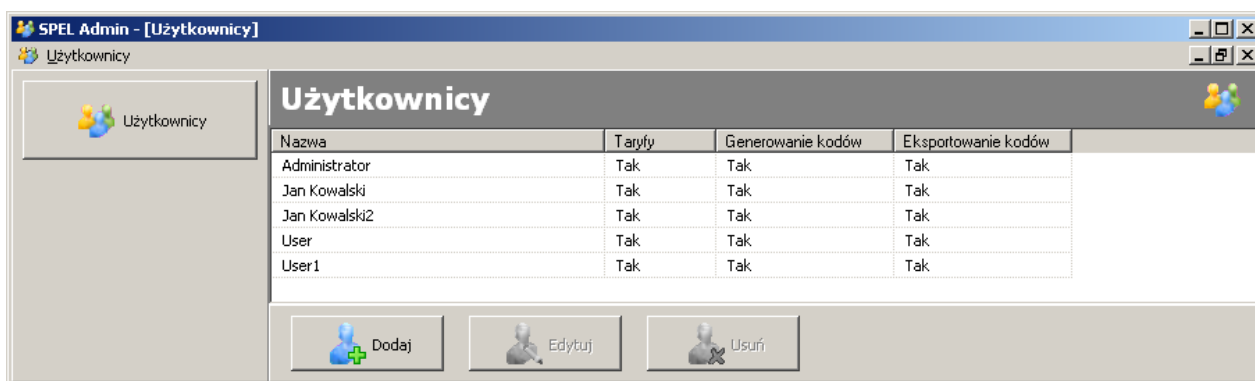 SPEL Admin - [Użytkownicy]
Użytkownicy
Użytkownicy
Użytkownicy
Nazwa Taryfy Generowanie kodów Eksportowanie kodów
Administrator Tak Tak Tak
Jan Kowalski Tak Tak Tak
Jan Kowalski2 Tak Tak Tak
User Tak Tak Tak
User1 Tak Tak Tak
Dodaj Edytuj Usuń